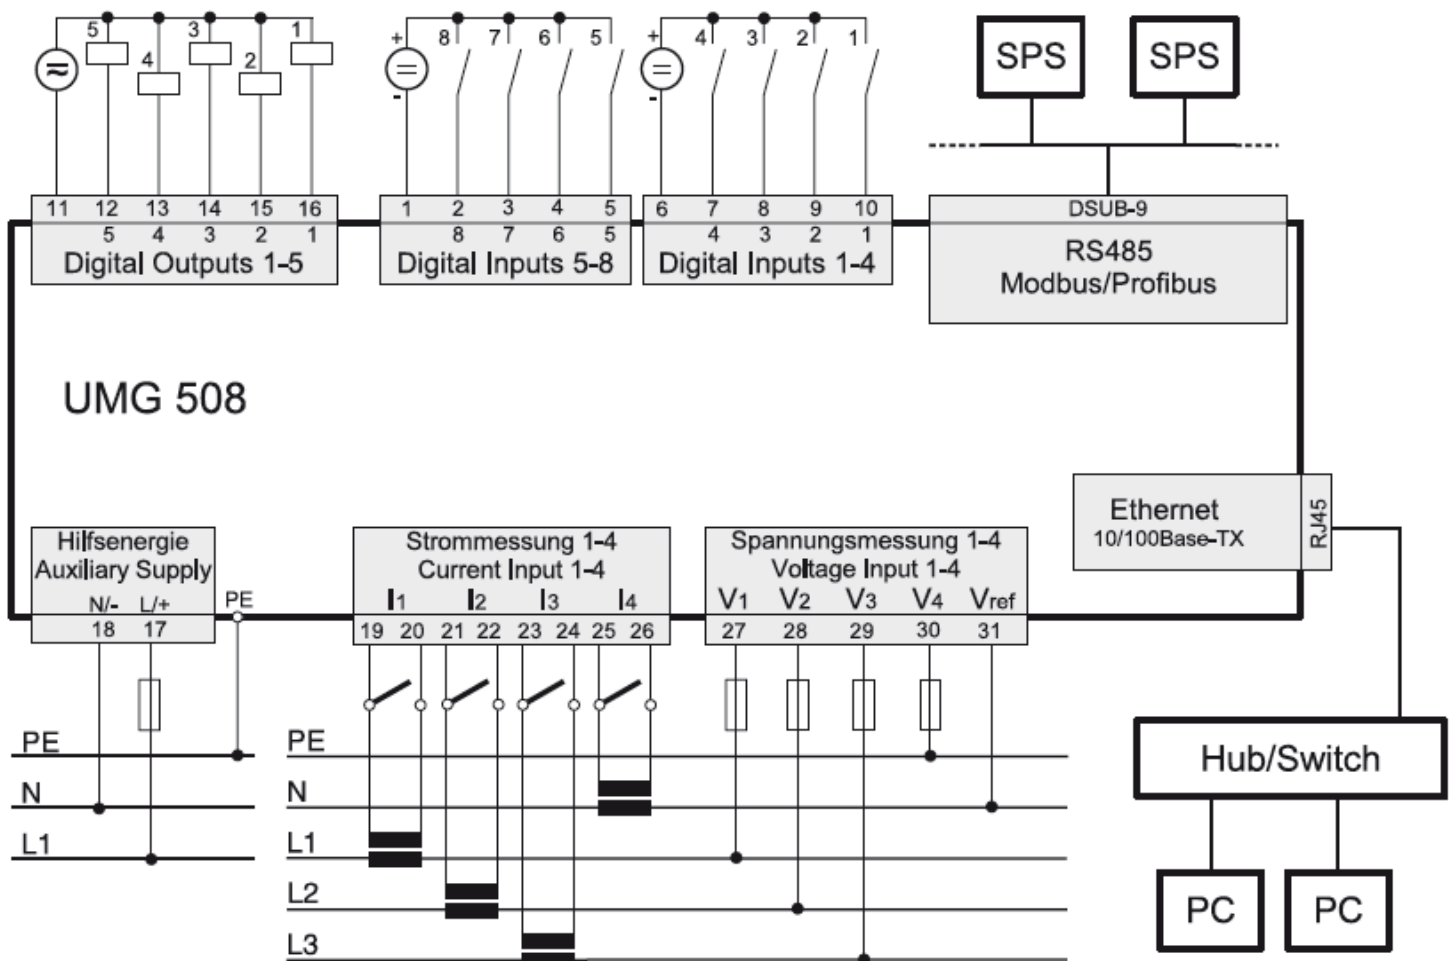 5 4 3 2 1
+ 8 7 6 5
-
+ 4 3 2 1
-
SPS SPS
11 12 13 14 15 16
5 4 3 2 1
Digital Outputs 1-5
1 2 3 4 5
8 7 6 5
Digital Inputs 5-8
6 7 8 9 10
4 3 2 1
Digital Inputs 1-4
DSUB-9
RS485
Modbus/Profibus
UMG 508
Ethernet
10/100Base-TX
RJ45
Hilfsenergie
Auxiliary Supply
N/- L/+
18 17
PE
Strommessung 1-4
Current Input 1-4
I1 I2 I3 I4
19 20 21 22 23 24 25 26
Spannungsmessung 1-4
Voltage Input 1-4
V1 V2 V3 V4 Vref
27 28 29 30 31
PE
N
L1
PE
N
L1
L2
L3
Hub/Switch
PC PC